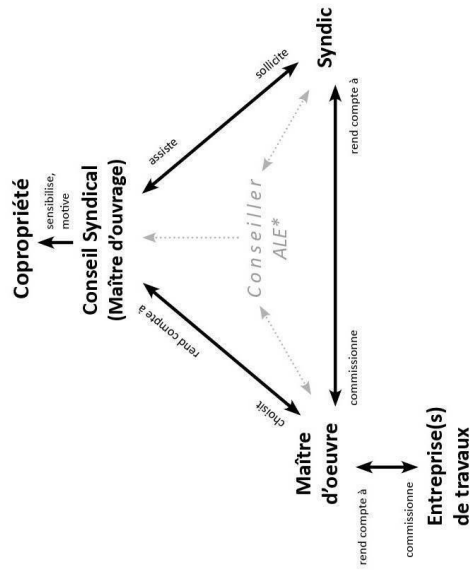 Copropriété
sensibilise,
motive
Conseil Syndical
(Maître d'ouvrage)
rend compte à
assiste
choisit
sollicite
Conseiller
ALE*
Maître
d'oeuvre
commissionne
rend compte à
Syndic
rend compte à
commissionne
Entreprise(s)
de travaux